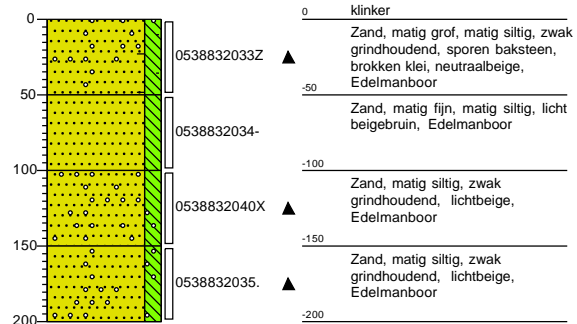 0
50
100
150
200
0538832033Z
0538832034-
0538832040X
0538832035.
0
klinker
Zand, matig grof, matig siltig, zwak
grindhoudend, sporen baksteen,
brokken klei, neutraalbeige,
Edelmanboor
-50
Zand, matig fijn, matig siltig, licht
beigebruin, Edelmanboor
-100
Zand, matig siltig, zwak
grindhoudend, lichtbeige,
Edelmanboor
-150
Zand, matig siltig, zwak
grindhoudend, lichtbeige,
Edelmanboor
-200